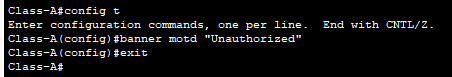 Class-A#config t
Enter configuration commands, one per line.  End with CNTL/Z.
Class-A(config)#banner motd "Unauthorized"
Class-A(config)#exit
Class-A#